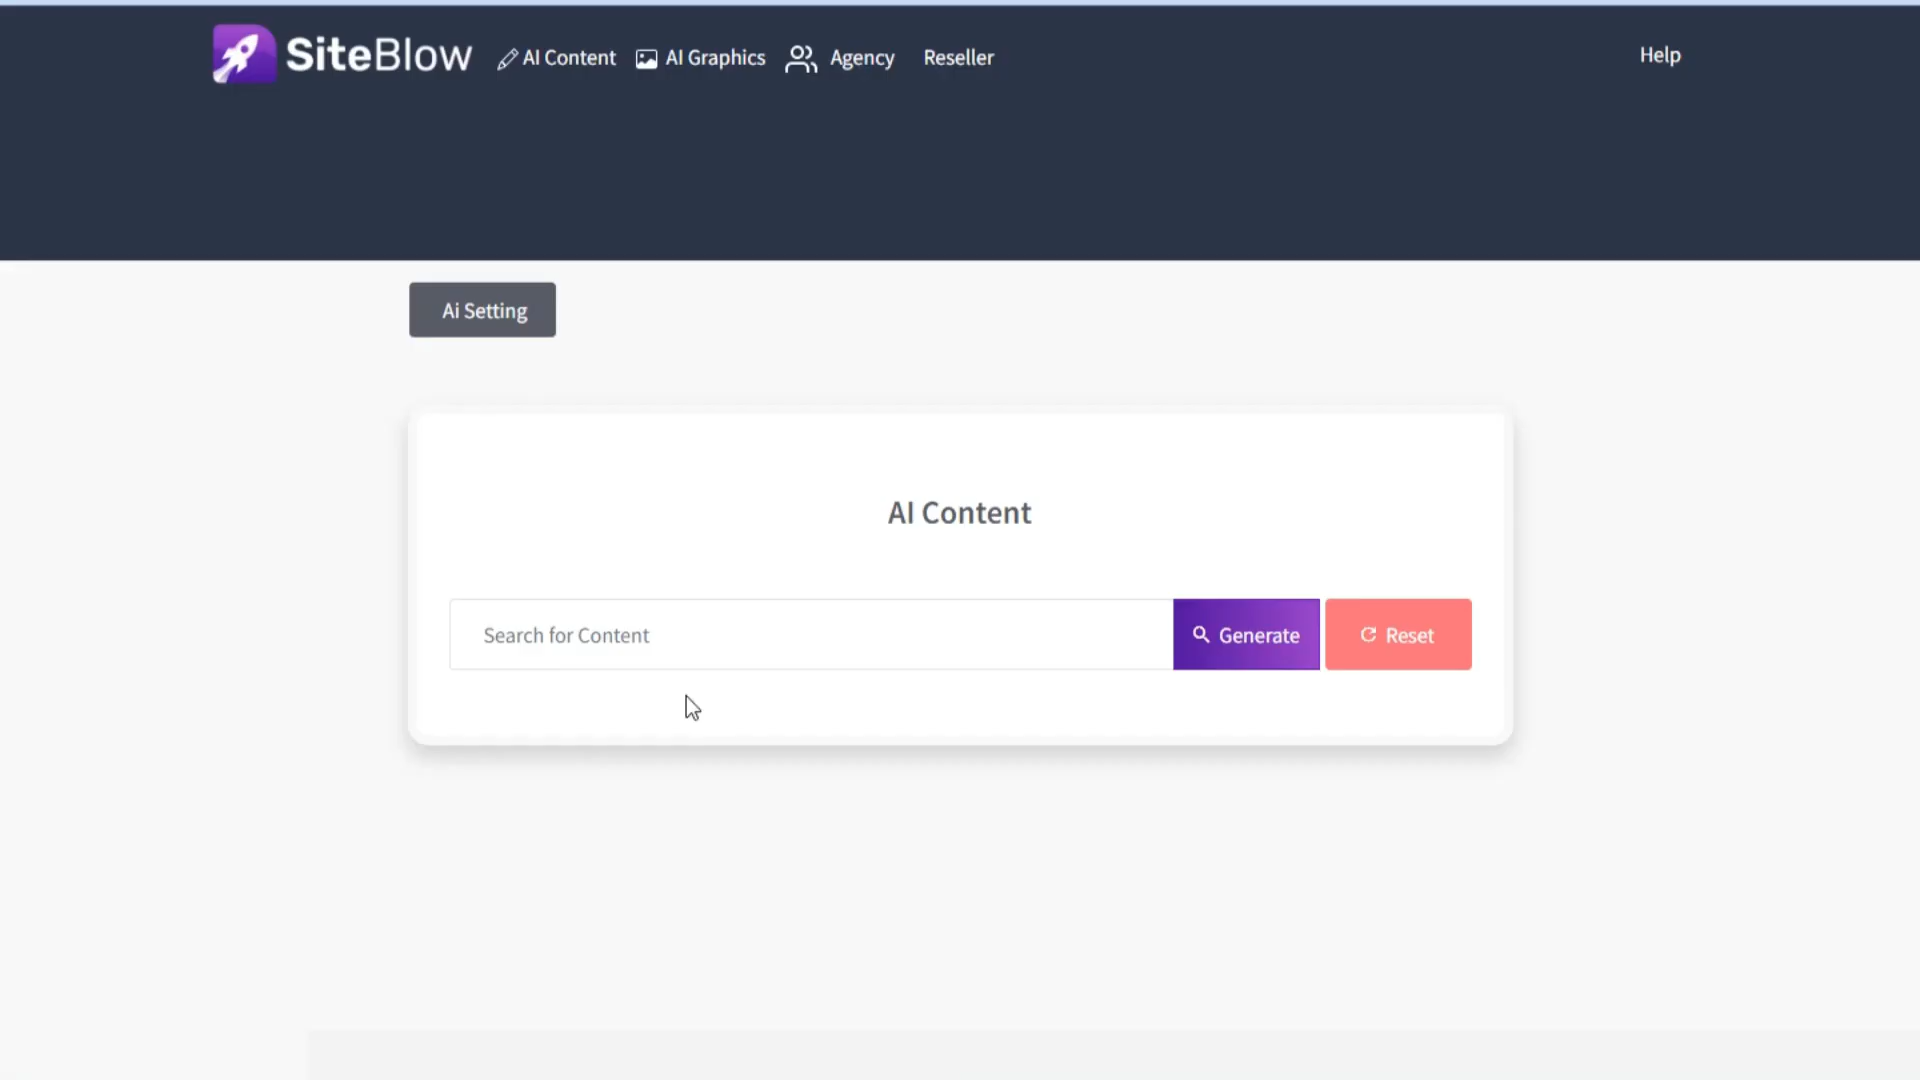 SiteBlow AI Content AI Graphics Agency Reseller Help
Ai Setting
AI Content
Search for Content Generate Reset